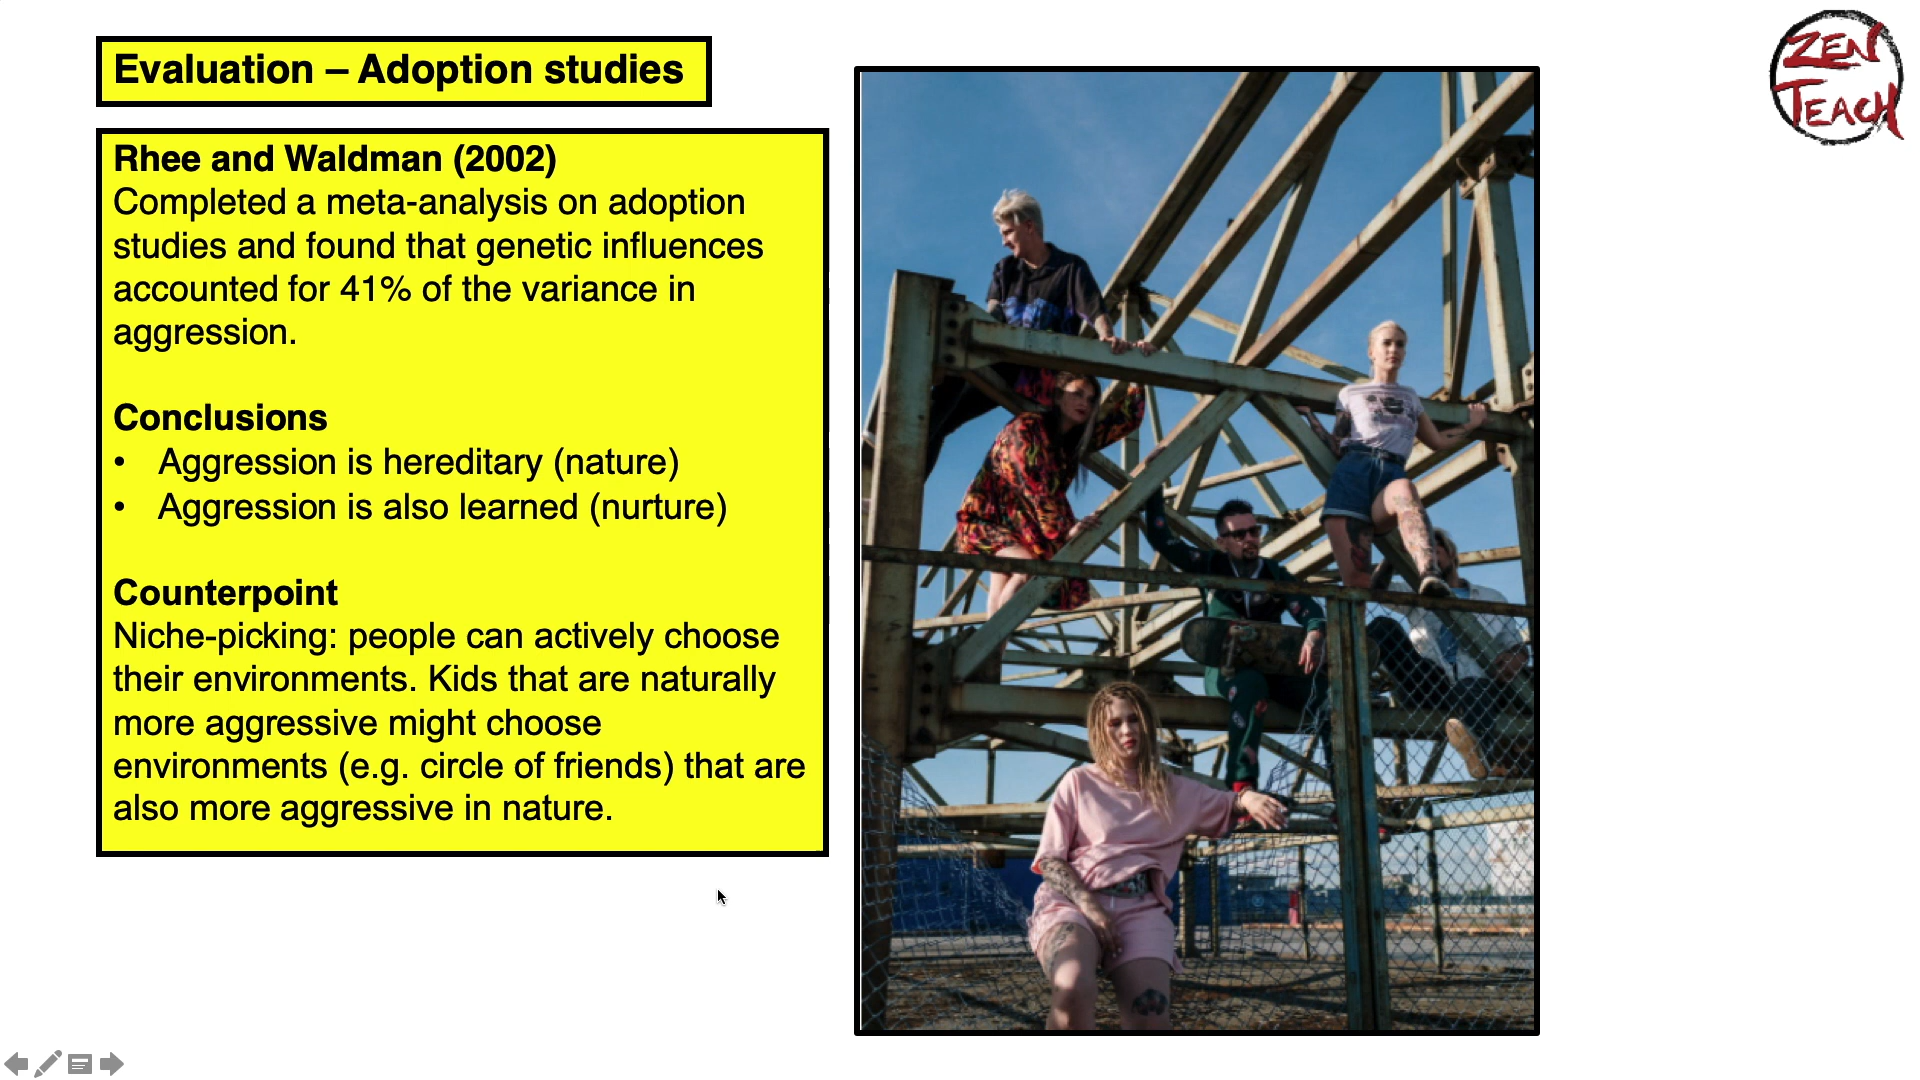 Evaluation – Adoption studies
ZEN
TEACH
Rhee and Waldman (2002)
Completed a meta-analysis on adoption
studies and found that genetic influences
accounted for 41% of the variance in
aggression.
Conclusions
• Aggression is hereditary (nature)
• Aggression is also learned (nurture)
Counterpoint
Niche-picking: people can actively choose
their environments. Kids that are naturally
more aggressive might choose
environments (e.g. circle of friends) that are
also more aggressive in nature.